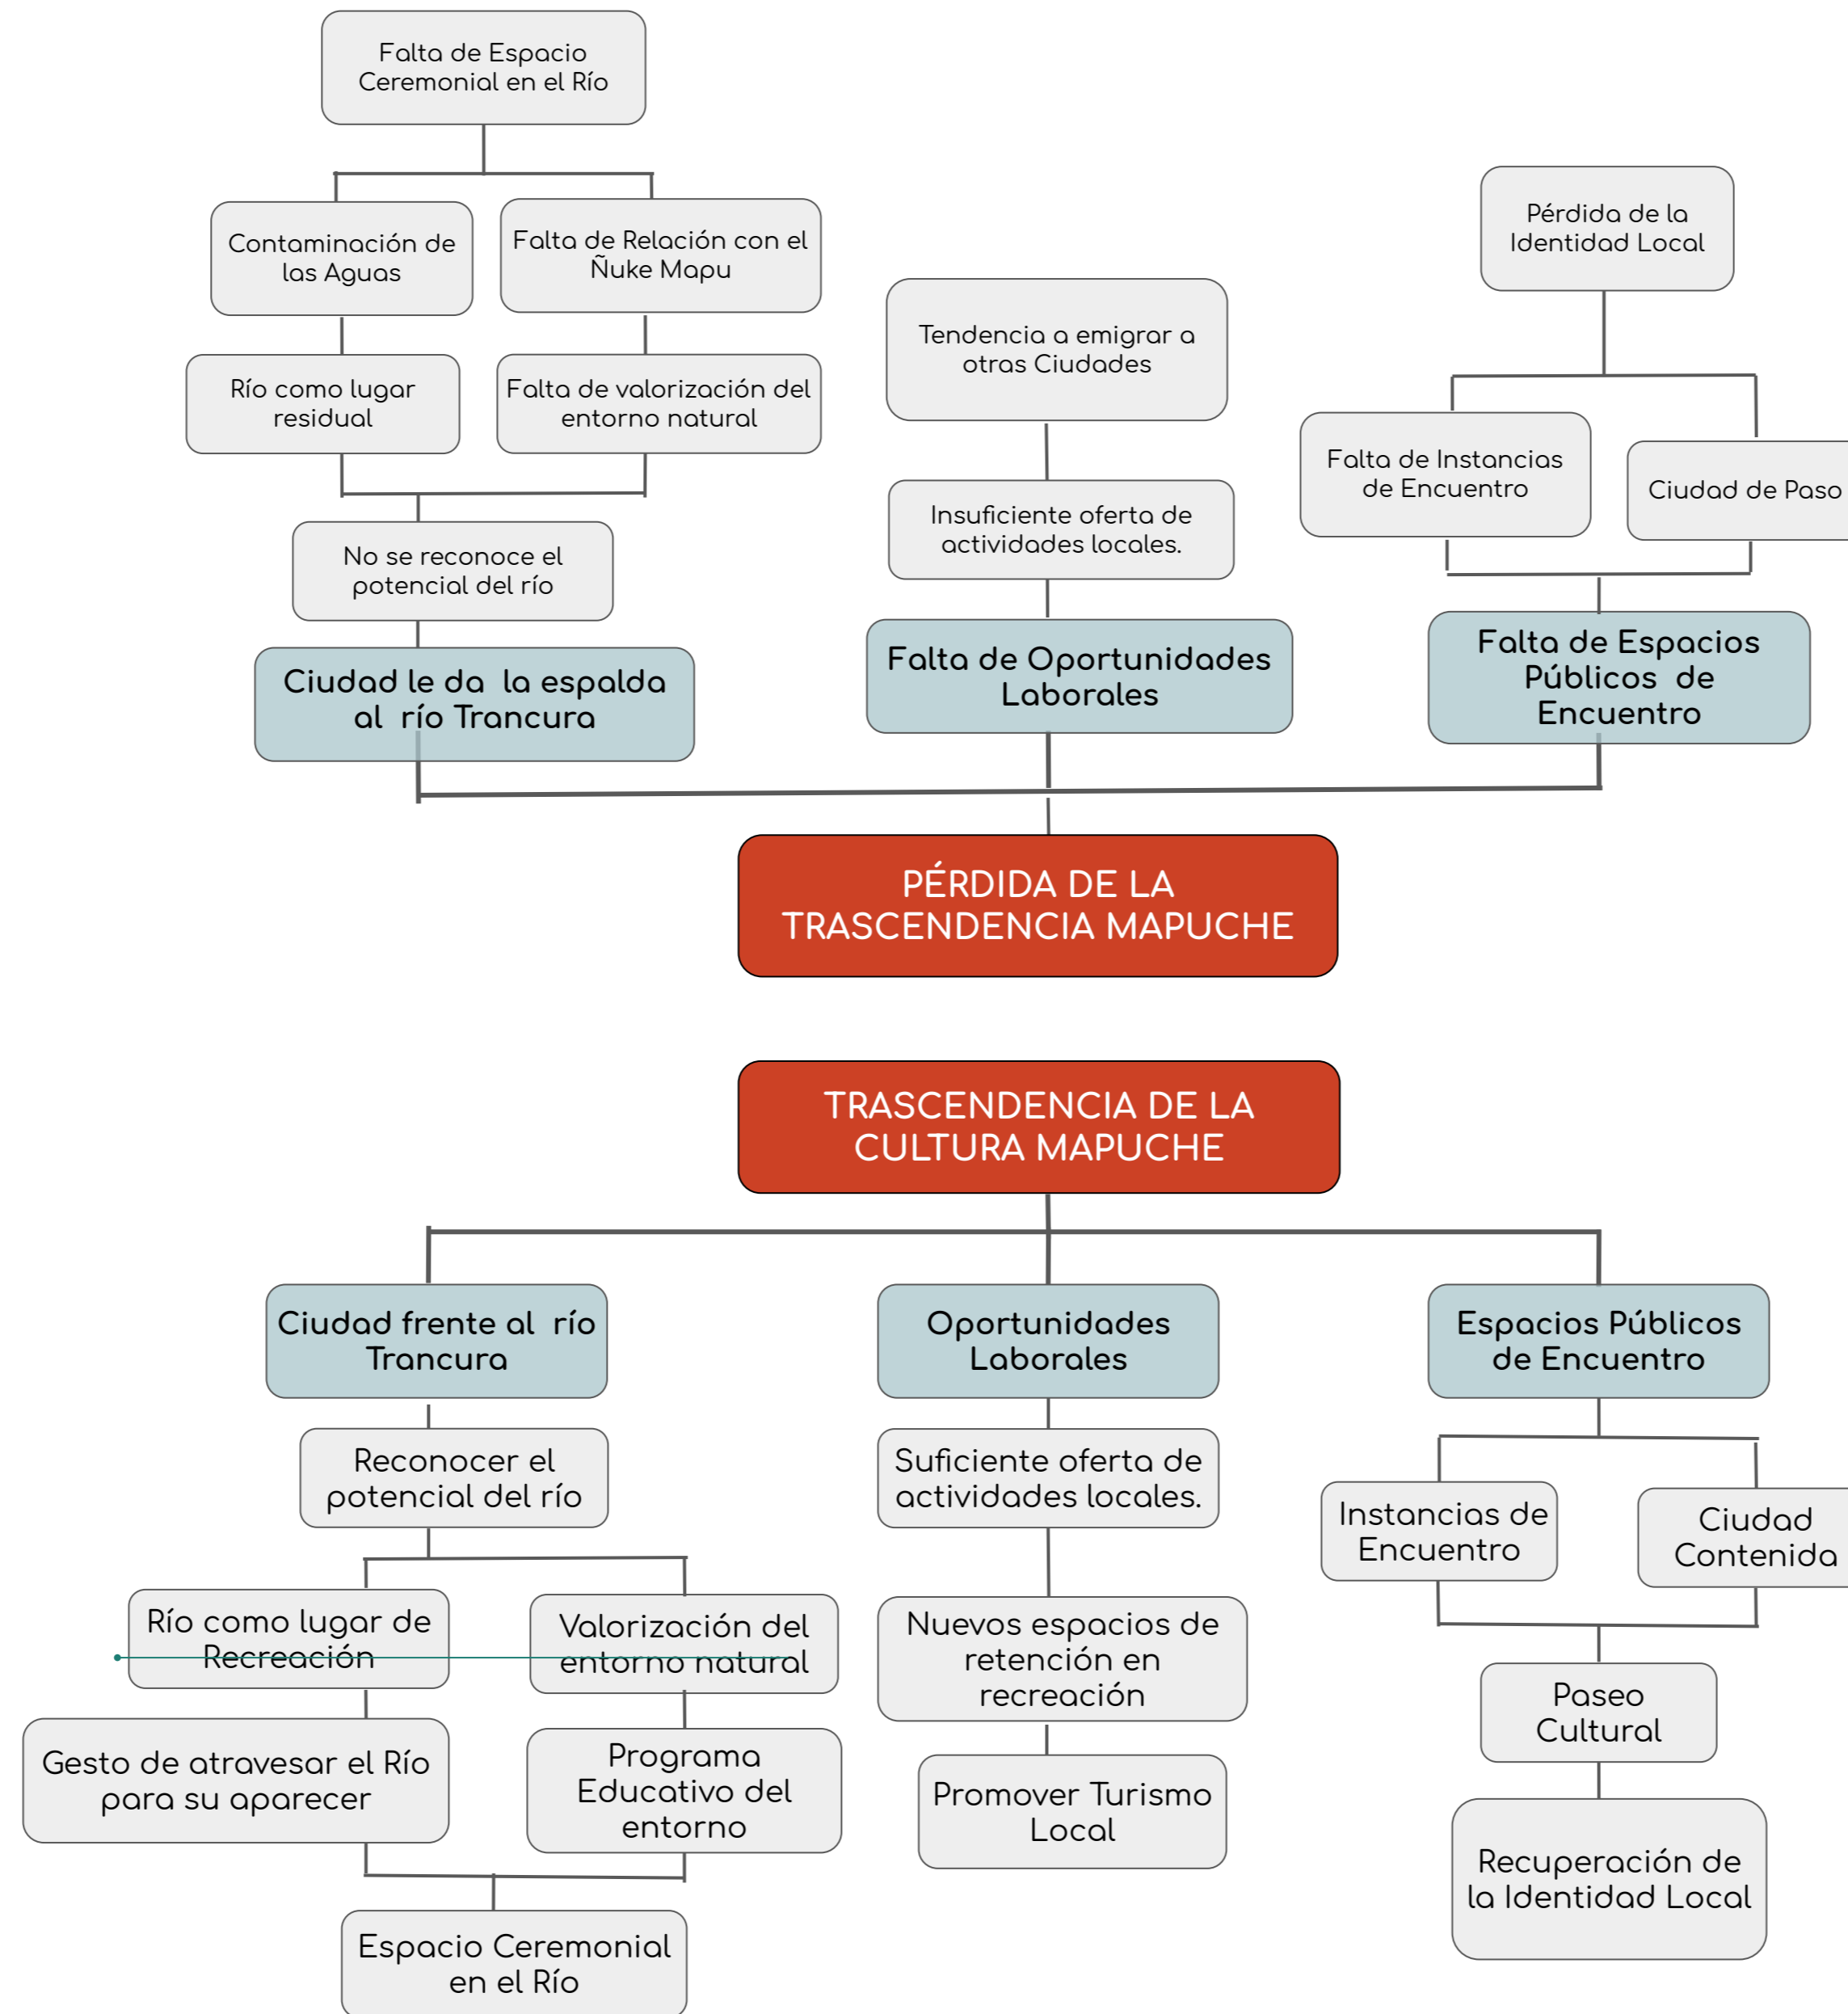 Falta de Espacio
Ceremonial en el Río
Contaminación de
las Aguas
Falta de Relación con el
Ñuke Mapu
Río como lugar
residual
Falta de valorización del
entorno natural
No se reconoce el
potencial del río
Ciudad le da la espalda
al río Trancura
Tendencia a emigrar a
otras Ciudades
Insuficiente oferta de
actividades locales.
Falta de Oportunidades
Laborales
Pérdida de la
Identidad Local
Falta de Instancias
de Encuentro
Ciudad de Paso
Falta de Espacios
Públicos de
Encuentro
PÉRDIDA DE LA
TRASCENDENCIA MAPUCHE
TRASCENDENCIA DE LA
CULTURA MAPUCHE
Ciudad frente al río
Trancura
Reconocer el
potencial del río
Río como lugar de
Recreación
Valorización del
entorno natural
Gesto de atravesar el Río
para su aparecer
Programa
Educativo del
entorno
Espacio Ceremonial
en el Río
Oportunidades
Laborales
Suficiente oferta de
actividades locales.
Nuevos espacios de
retención en
recreación
Promover Turismo
Local
Espacios Públicos
de Encuentro
Instancias de
Encuentro
Ciudad
Contenida
Paseo
Cultural
Recuperación de
la Identidad Local